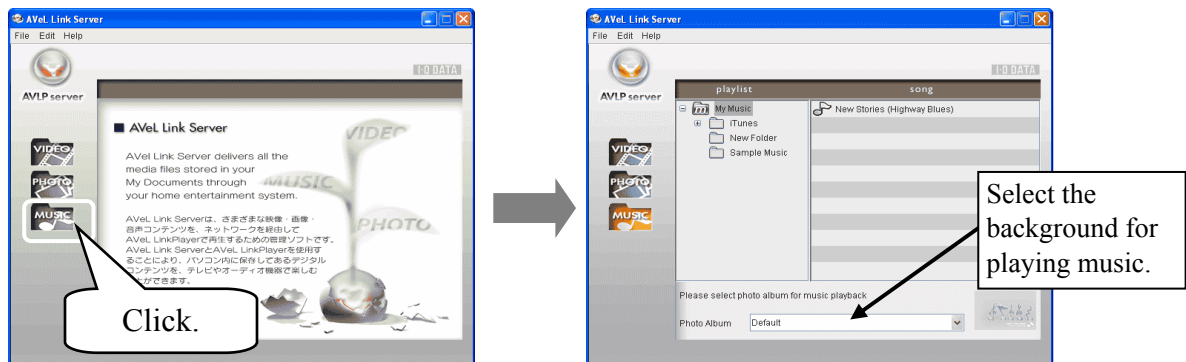 AVeL Link Server
File Edit Help
I-O DATA
AVLP server
VIDEO
PHOTO
MUSIC
■ AVeL Link Server
AVel Link Server delivers all the
media files stored in your
My Documents through
your home entertainment system.
AVeL Link Serverは、さまざまな映像・画像・
音声コンテンツを、ネットワークを経由して
AVeL LinkPlayerで再生するための管理ソフトです。
AVeL Link ServerとAVeL LinkPlayerを使用す
ることにより、パソコン内に保存してあるデジタル
コンテンツを、テレビやオーディオ機器で楽しむ
とができます。
VIDEO
MUSIC
PHOTO
Click.
AVeL Link Server
File Edit Help
I-O DATA
AVLP server
VIDEO
PHOTO
MUSIC
playlist song
My Music
iTunes
New Folder
Sample Music
New Stories (Highway Blues)
Please select photo album for music playback
Photo Album Default
Select the
background for
playing music.